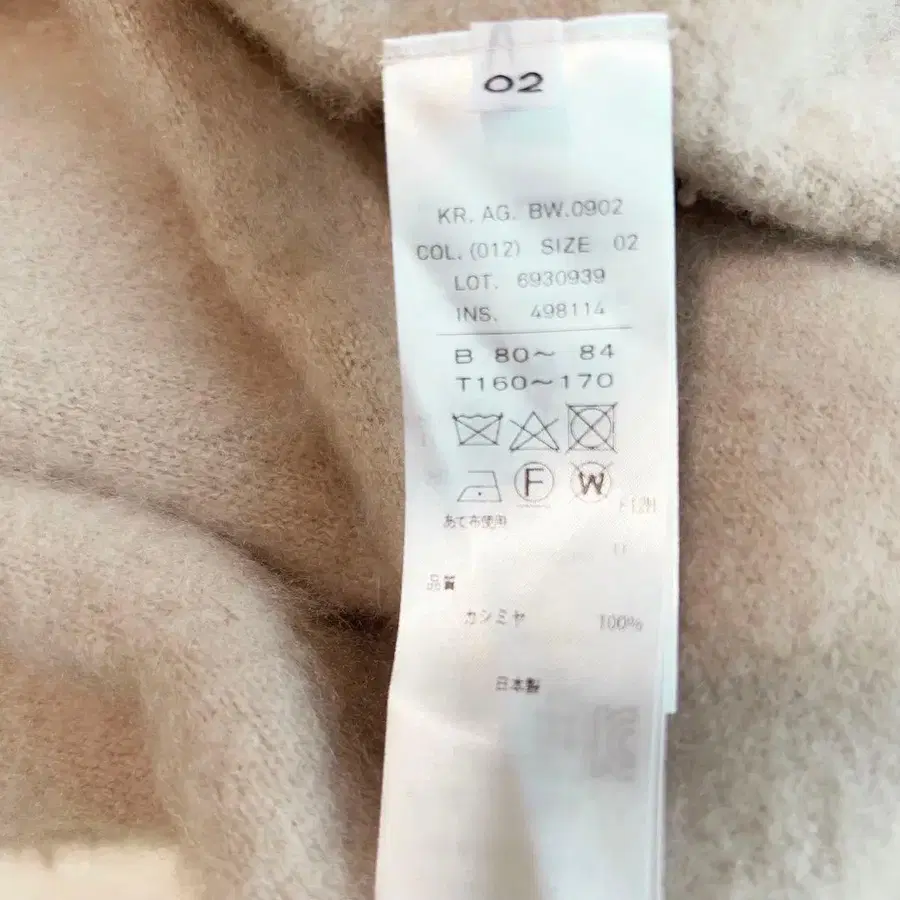 02
KR. AG. BW.0902
COL. (012) SIZE 02
LOT. 6930939
INS. 498114
B 80〜 84
T160〜170
F W
あて布使用
品質
カシミヤ 100%
日本製